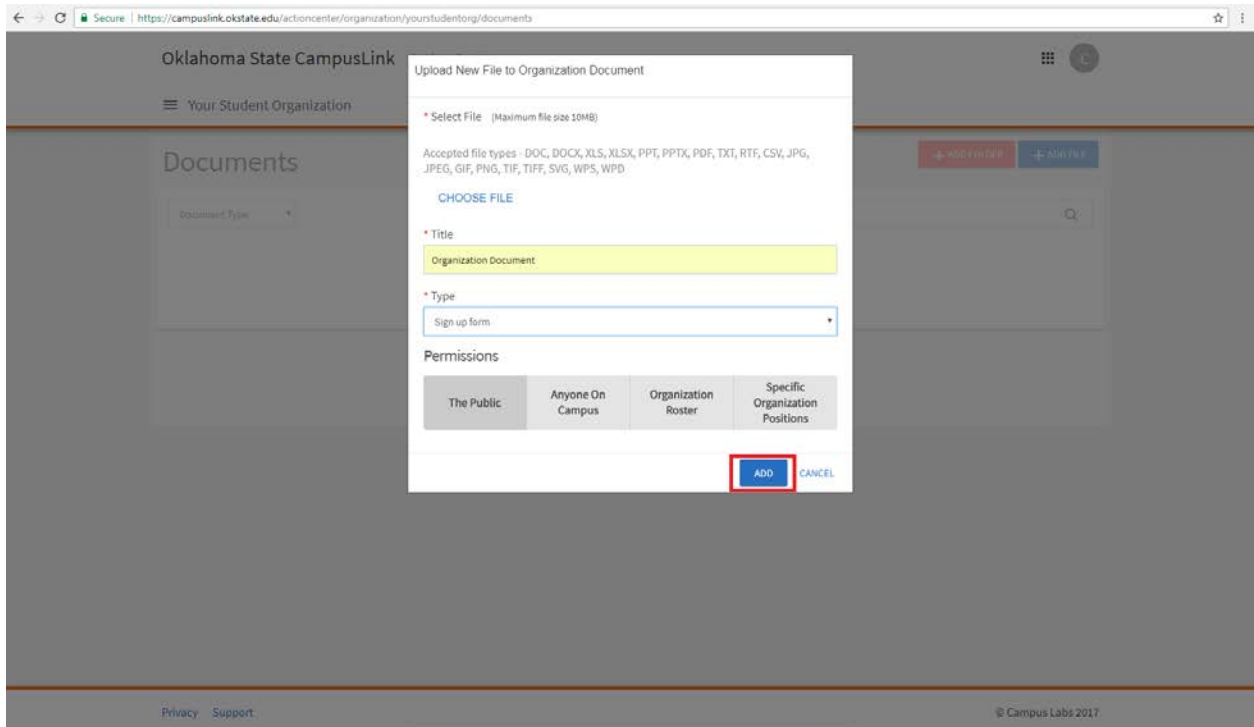 Secure | https://campuslink.okstate.edu/actioncenter/organization/yourstudentorg/documents
Oklahoma State CampusLink
C
Your Student Organization
Documents
+ ADD FOLDER
+ ADD FILE
Document Type
Upload New File to Organization Document
* Select File (Maximum file size 10MB)
Accepted file types - DOC, DOCX, XLS, XLSX, PPT, PPTX, PDF, TXT, RTF, CSV, JPG,
JPEG, GIF, PNG, TIF, TIFF, SVG, WPS, WPD
CHOOSE FILE
* Title
Organization Document
* Type
Sign up form
Permissions
The Public
Anyone On
Campus
Organization
Roster
Specific
Organization
Positions
ADD
CANCEL
Privacy Support
© Campus Labs 2017